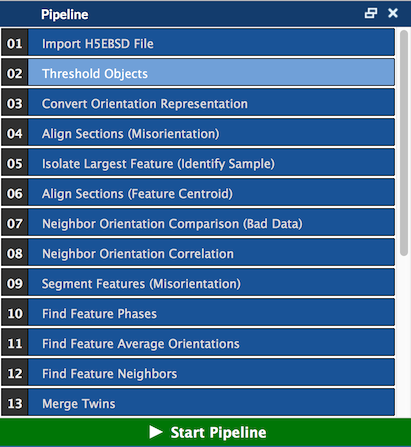 Pipeline
01 Import H5EBSD File
02 Threshold Objects
03 Convert Orientation Representation
04 Align Sections (Misorientation)
05 Isolate Largest Feature (Identify Sample)
06 Align Sections (Feature Centroid)
07 Neighbor Orientation Comparison (Bad Data)
08 Neighbor Orientation Correlation
09 Segment Features (Misorientation)
10 Find Feature Phases
11 Find Feature Average Orientations
12 Find Feature Neighbors
13 Merge Twins
Start Pipeline